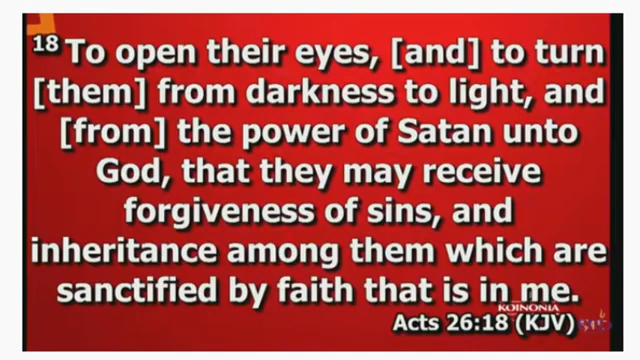 18 To open their eyes, [and] to turn
[them] from darkness to light, and
[from] the power of Satan unto
God, that they may receive
forgiveness of sins, and
inheritance among them which are
sanctified by faith that is in me.
KOINONIA
Acts 26:18 (KJV)